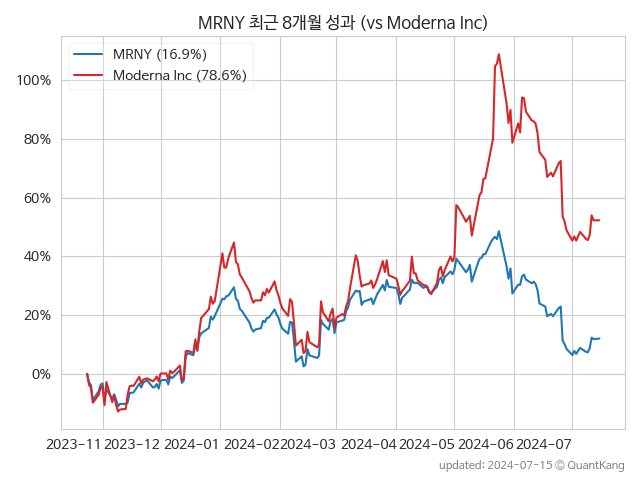 MRNY 최근 8개월 성과 (vs Moderna Inc)
MRNY (16.9%)
Moderna Inc (78.6%)
100%
80%
60%
40%
20%
0%
2023-11 2023-12 2024-01 2024-02 2024-03 2024-04 2024-05 2024-06 2024-07
updated: 2024-07-15 © QuantKang